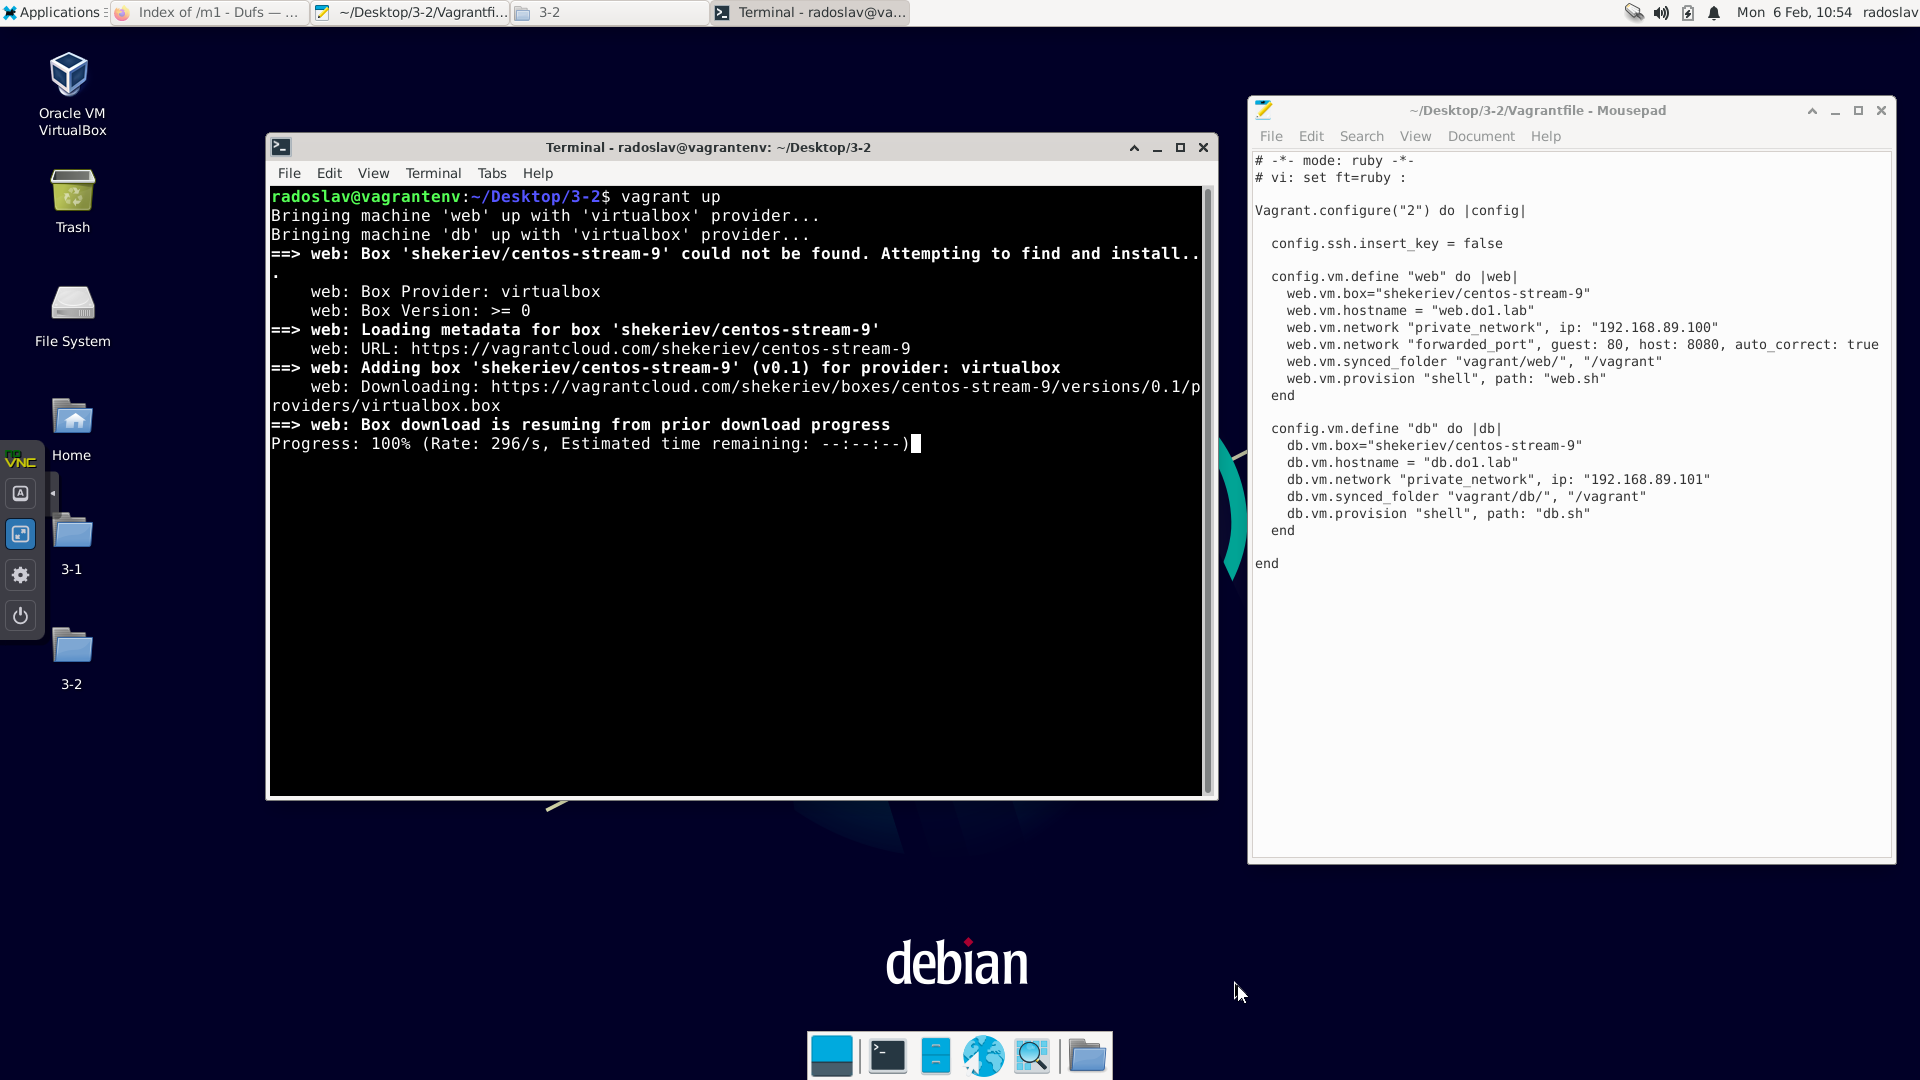 Applications
Index of /m1 - Dufs — ...
~/Desktop/3-2/Vagrantfi...
3-2
Terminal - radoslav@va...
Mon 6 Feb, 10:54
radoslav
Oracle VM
VirtualBox
Trash
File System
Home
3-1
3-2
noVNC
A
Terminal - radoslav@vagrantenv: ~/Desktop/3-2
File Edit View Terminal Tabs Help
radoslav@vagrantenv:~/Desktop/3-2$ vagrant up
Bringing machine 'web' up with 'virtualbox' provider...
Bringing machine 'db' up with 'virtualbox' provider...
==> web: Box 'shekeriev/centos-stream-9' could not be found. Attempting to find and install..
.
    web: Box Provider: virtualbox
    web: Box Version: >= 0
==> web: Loading metadata for box 'shekeriev/centos-stream-9'
    web: URL: https://vagrantcloud.com/shekeriev/centos-stream-9
==> web: Adding box 'shekeriev/centos-stream-9' (v0.1) for provider: virtualbox
    web: Downloading: https://vagrantcloud.com/shekeriev/boxes/centos-stream-9/versions/0.1/p
roviders/virtualbox.box
==> web: Box download is resuming from prior download progress
Progress: 100% (Rate: 296/s, Estimated time remaining: --:--:--)
~/Desktop/3-2/Vagrantfile - Mousepad
File Edit Search View Document Help
# -*- mode: ruby -*-
# vi: set ft=ruby :
Vagrant.configure("2") do |config|
  config.ssh.insert_key = false
  config.vm.define "web" do |web|
    web.vm.box="shekeriev/centos-stream-9"
    web.vm.hostname = "web.do1.lab"
    web.vm.network "private_network", ip: "192.168.89.100"
    web.vm.network "forwarded_port", guest: 80, host: 8080, auto_correct: true
    web.vm.synced_folder "vagrant/web/", "/vagrant"
    web.vm.provision "shell", path: "web.sh"
  end
  config.vm.define "db" do |db|
    db.vm.box="shekeriev/centos-stream-9"
    db.vm.hostname = "db.do1.lab"
    db.vm.network "private_network", ip: "192.168.89.101"
    db.vm.synced_folder "vagrant/db/", "/vagrant"
    db.vm.provision "shell", path: "db.sh"
  end
end
debian